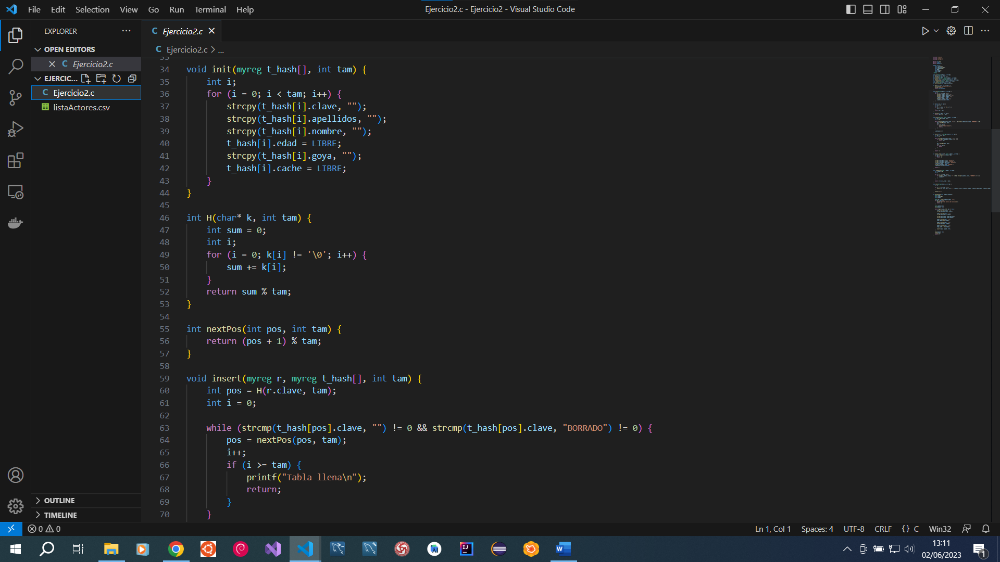 File Edit Selection View Go Run Terminal Help
Ejercicio2.c - Ejercicio2 - Visual Studio Code
EXPLORER
OPEN EDITORS
C Ejercicio2.c
EJERCIC...
C Ejercicio2.c
listaActores.csv
OUTLINE
TIMELINE
C Ejercicio2.c
C Ejercicio2.c > ...
33
34 void init(myreg t_hash[], int tam) {
35 int i;
36 for (i = 0; i < tam; i++) {
37 strcpy(t_hash[i].clave, "");
38 strcpy(t_hash[i].apellidos, "");
39 strcpy(t_hash[i].nombre, "");
40 t_hash[i].edad = LIBRE;
41 strcpy(t_hash[i].goya, "");
42 t_hash[i].cache = LIBRE;
43 }
44 }
45
46 int H(char* k, int tam) {
47 int sum = 0;
48 int i;
49 for (i = 0; k[i] != '\0'; i++) {
50 sum += k[i];
51 }
52 return sum % tam;
53 }
54
55 int nextPos(int pos, int tam) {
56 return (pos + 1) % tam;
57 }
58
59 void insert(myreg r, myreg t_hash[], int tam) {
60 int pos = H(r.clave, tam);
61 int i = 0;
62
63 while (strcmp(t_hash[pos].clave, "") != 0 && strcmp(t_hash[pos].clave, "BORRADO") != 0) {
64 pos = nextPos(pos, tam);
65 i++;
66 if (i >= tam) {
67 printf("Tabla llena\n");
68 return;
69 }
70 }
0 0
Ln 1, Col 1 Spaces: 4 UTF-8 CRLF {} C Win32
13:11
02/06/2023
1